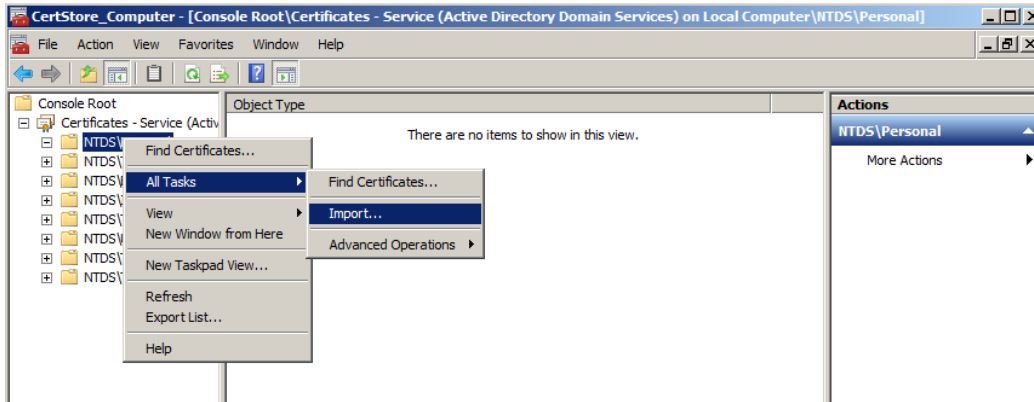 CertStore_Computer - [Console Root\Certificates - Service (Active Directory Domain Services) on Local Computer\NTDS\Personal]
File Action View Favorites Window Help
Console Root
Certificates - Service (Activ
NTDS\
NTDS\
NTDS\
NTDS\
NTDS\
NTDS\
NTDS\
NTDS\
Find Certificates...
All Tasks
View
New Window from Here
New Taskpad View...
Refresh
Export List...
Help
Find Certificates...
Import...
Advanced Operations
Object Type
There are no items to show in this view.
Actions
NTDS\Personal
More Actions